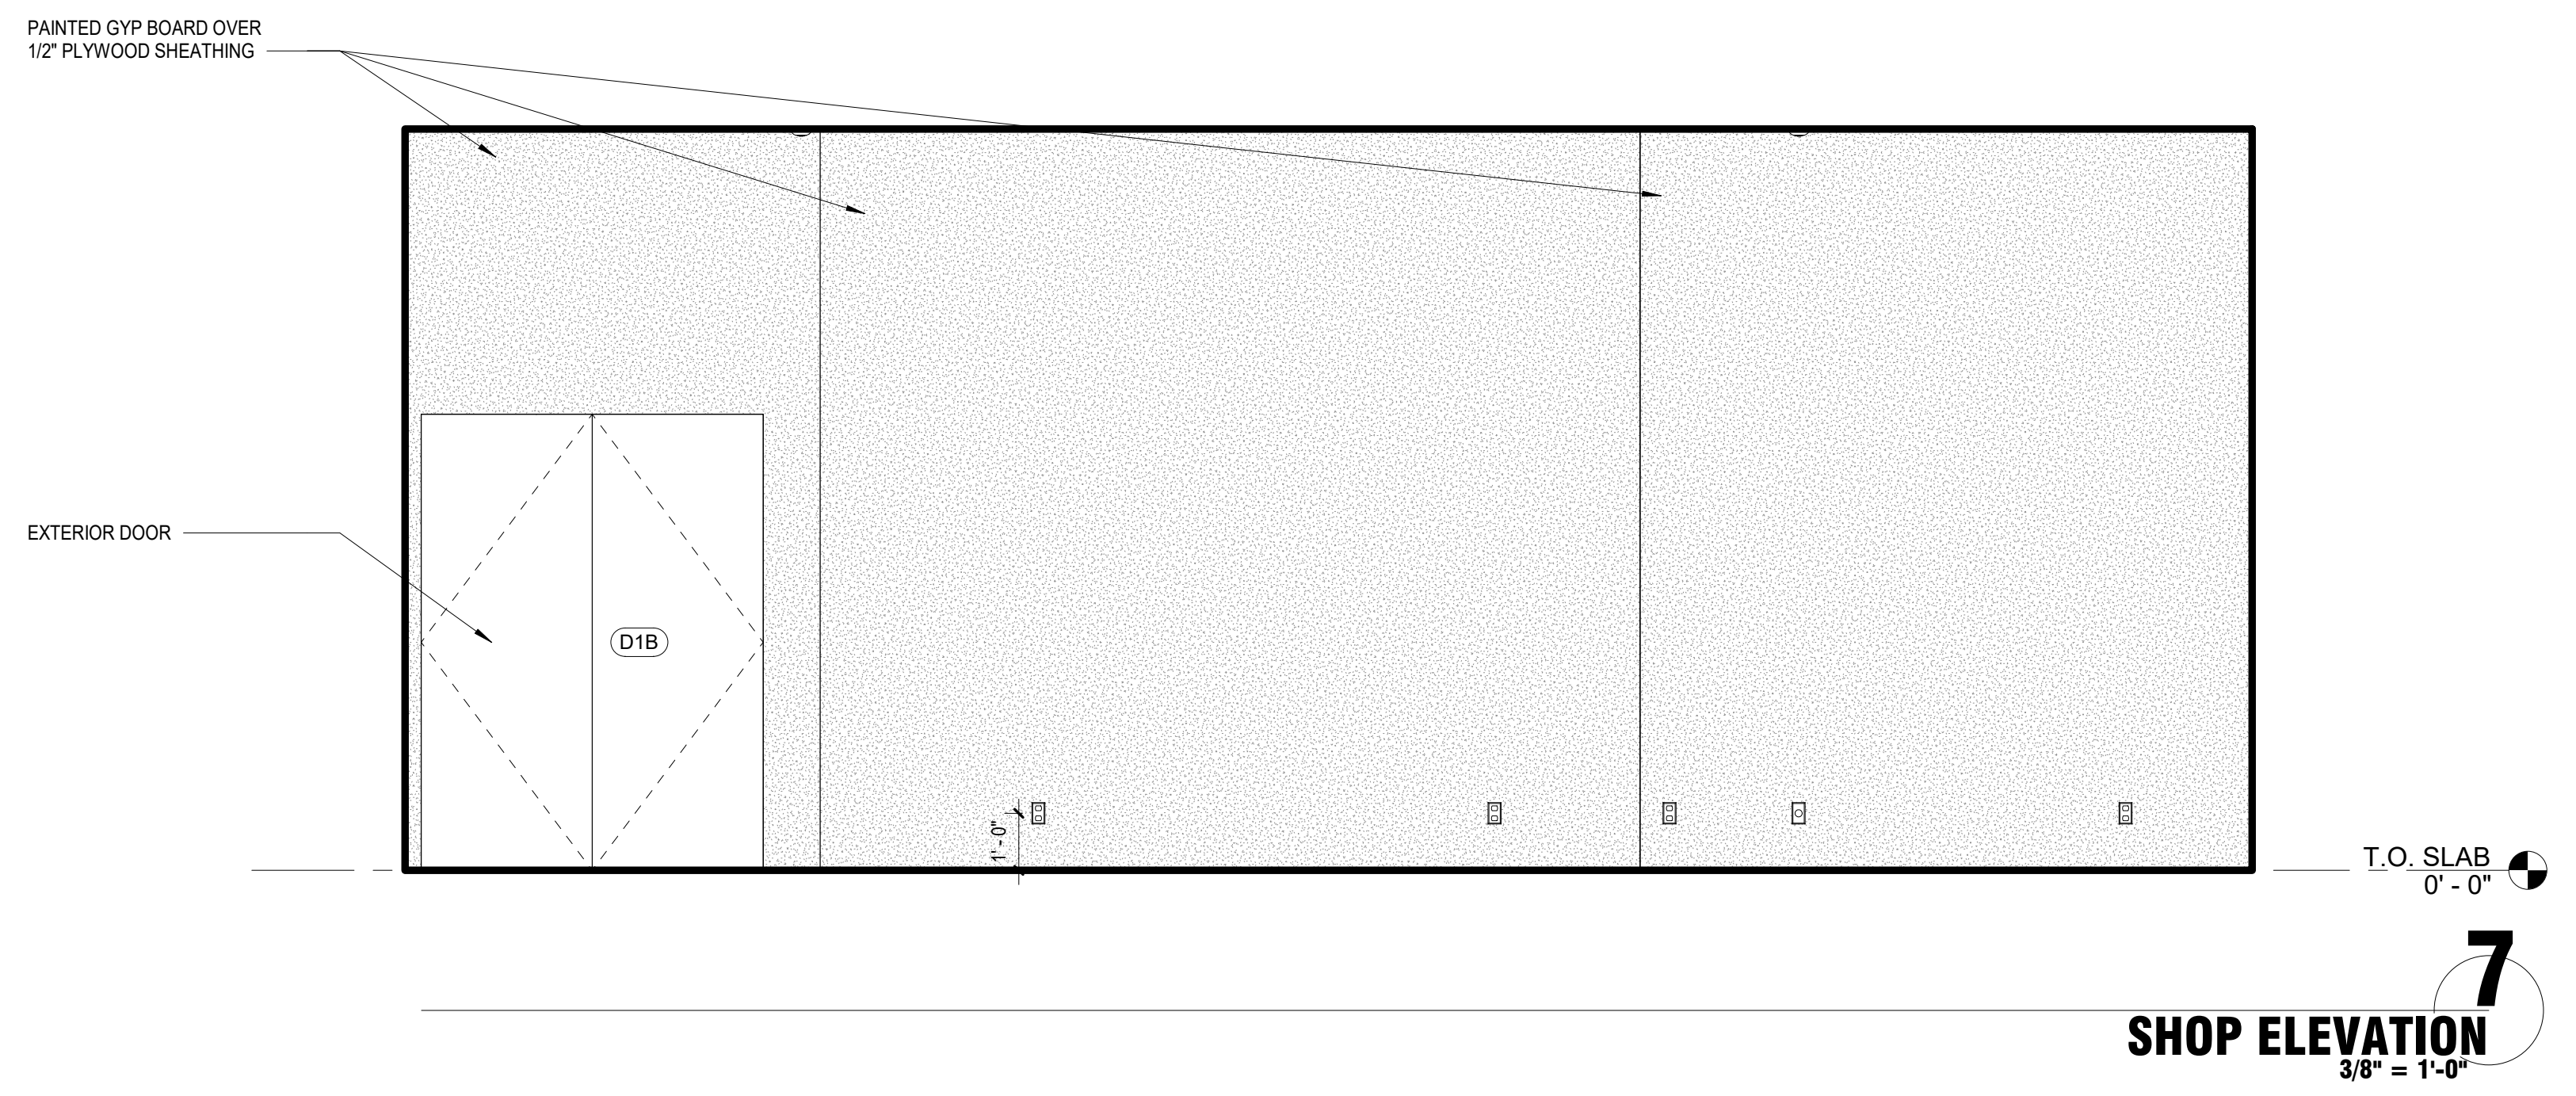 PAINTED GYP BOARD OVER
1/2" PLYWOOD SHEATHING
EXTERIOR DOOR
D1B
1' - 0"
T.O. SLAB
0' - 0"
7
SHOP ELEVATION
3/8" = 1'-0"